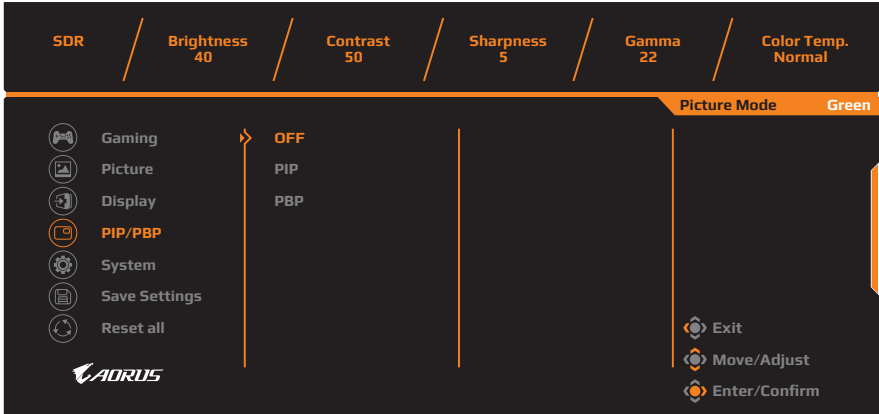 SDR Brightness Contrast Sharpness Gamma Color Temp.
40 50 5 22 Normal
Picture Mode Green
Gaming OFF
Picture PIP
Display PBP
PIP/PBP
System
Save Settings
Reset all
Exit
Move/Adjust
Enter/Confirm
AORUS